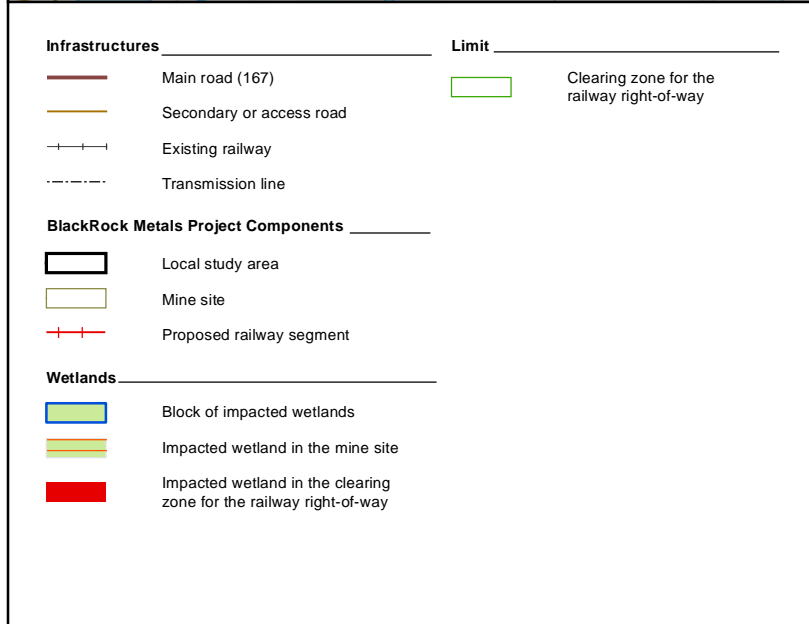 Infrastructures
Main road (167)
Secondary or access road
Existing railway
Transmission line
BlackRock Metals Project Components
Local study area
Mine site
Proposed railway segment
Wetlands
Block of impacted wetlands
Impacted wetland in the mine site
Impacted wetland in the clearing
zone for the railway right-of-way
Limit
Clearing zone for the
railway right-of-way